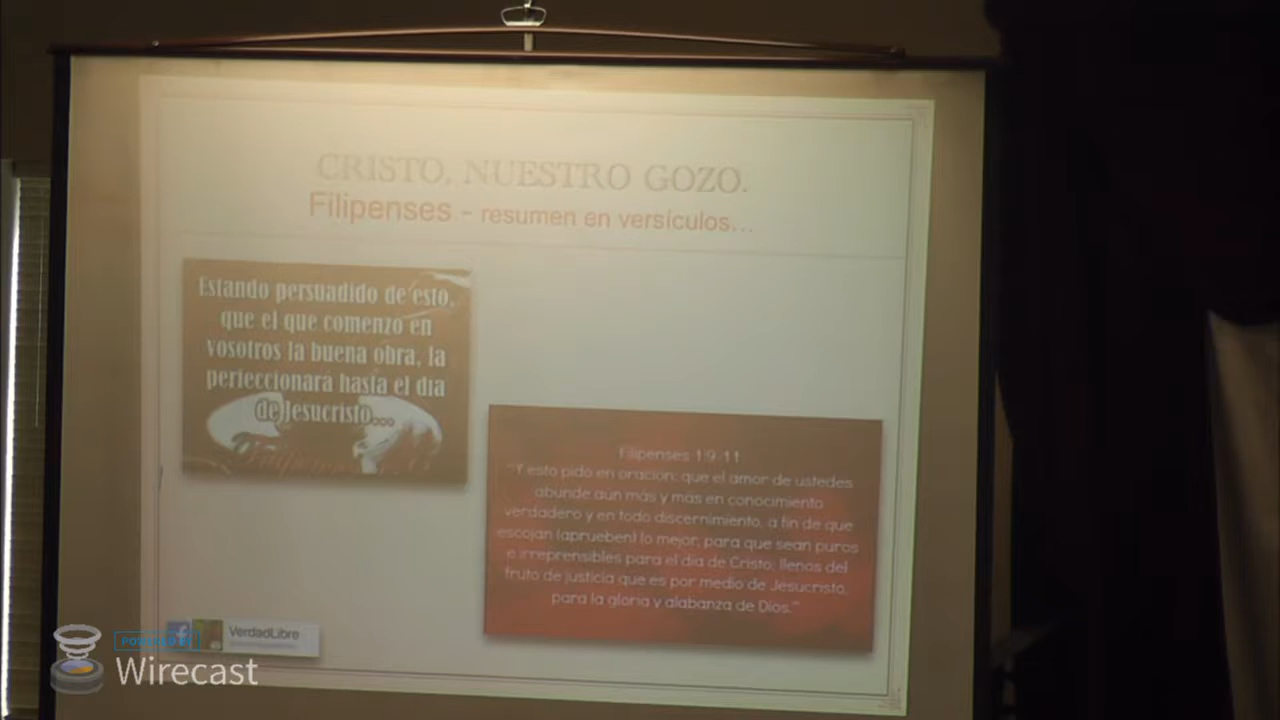 CRISTO, NUESTRO GOZO.
Filipenses - resumen en versículos...
Estando persuadido de esto,
que el que comenzo en
vosotros la buena obra, la
perfeccionará hasta el dia
de Jesucristo...
Filipenses 1:9-11
"Y esto pido en oración: que el amor de ustedes
abunde aún más y más en conocimiento
verdadero y en todo discernimiento, a fin de que
escojan (aprueben) lo mejor, para que sean puros
e irreprensibles para el día de Cristo; llenos del
fruto de justicia que es por medio de Jesucristo,
para la gloria y alabanza de Dios."
VerdadLibre
POWERED BY
Wirecast